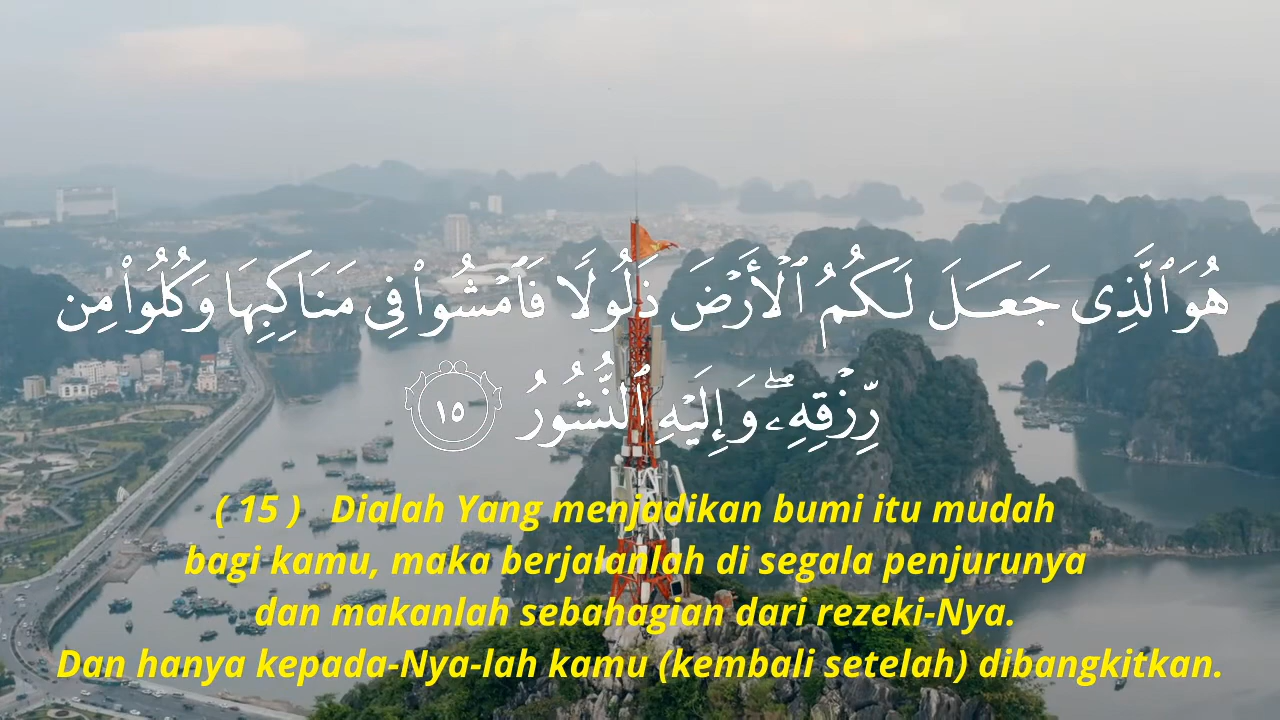 هُوَ ٱلَّذِى جَعَلَ لَكُمُ ٱلْأَرْضَ ذَلُولًا فَٱمْشُوا۟ فِى مَنَاكِبِهَا وَكُلُوا۟ مِن
رِّزْقِهِۦ ۖ وَإِلَيْهِ ٱلنُّشُورُ ١٥
( 15 ) Dialah Yang menjadikan bumi itu mudah
bagi kamu, maka berjalanlah di segala penjurunya
dan makanlah sebahagian dari rezeki-Nya.
Dan hanya kepada-Nya-lah kamu (kembali setelah) dibangkitkan.